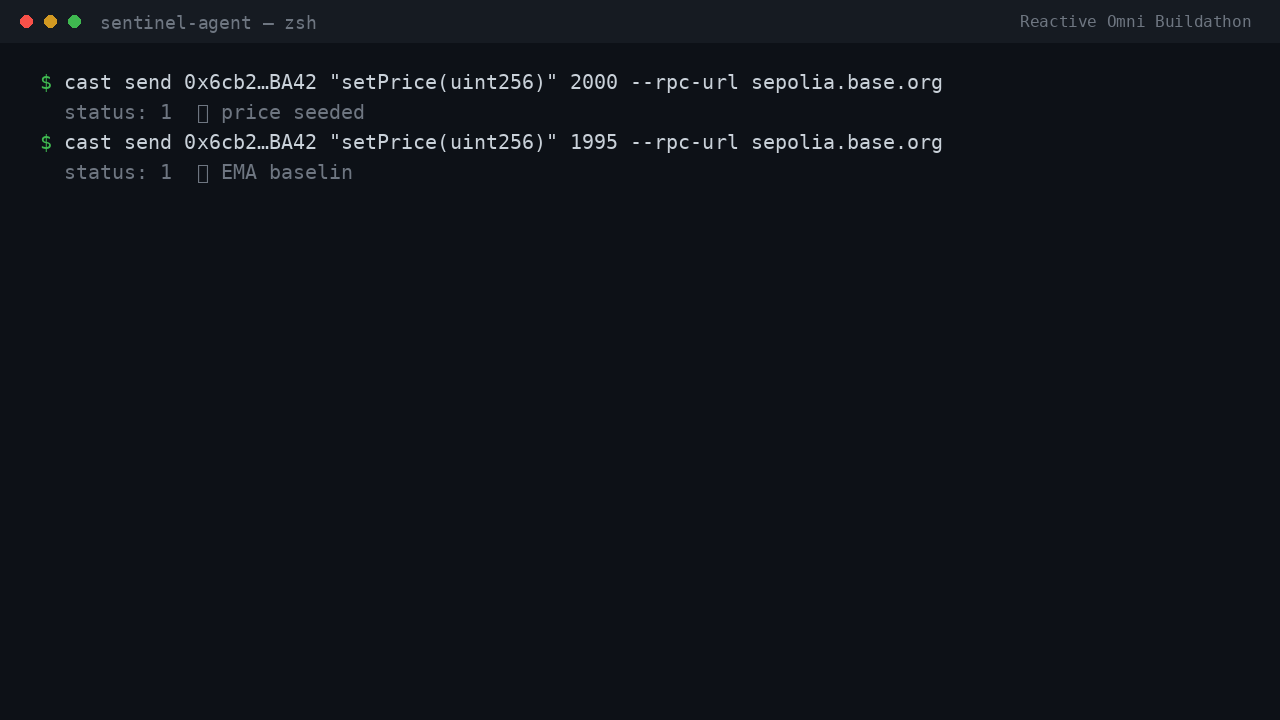 sentinel-agent — zsh
Reactive Omni Buildathon
$ cast send 0x6cb2…BA42 "setPrice(uint256)" 2000 --rpc-url sepolia.base.org
status: 1 price seeded
$ cast send 0x6cb2…BA42 "setPrice(uint256)" 1995 --rpc-url sepolia.base.org
status: 1 EMA baselin